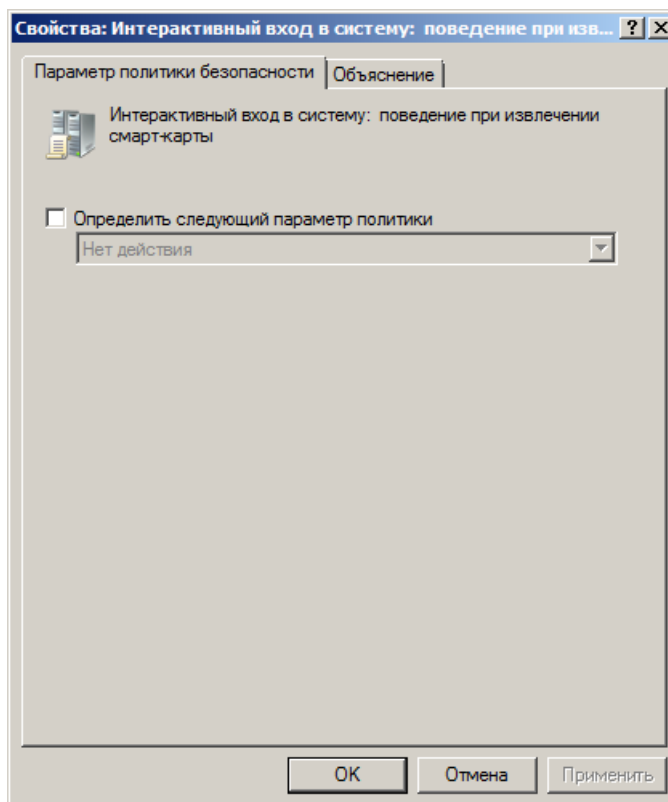 Свойства: Интерактивный вход в систему: поведение при изв... ? X
Параметр политики безопасности Объяснение
Интерактивный вход в систему: поведение при извлечении
смарт-карты
Определить следующий параметр политики
Нет действия
OK Отмена Применить